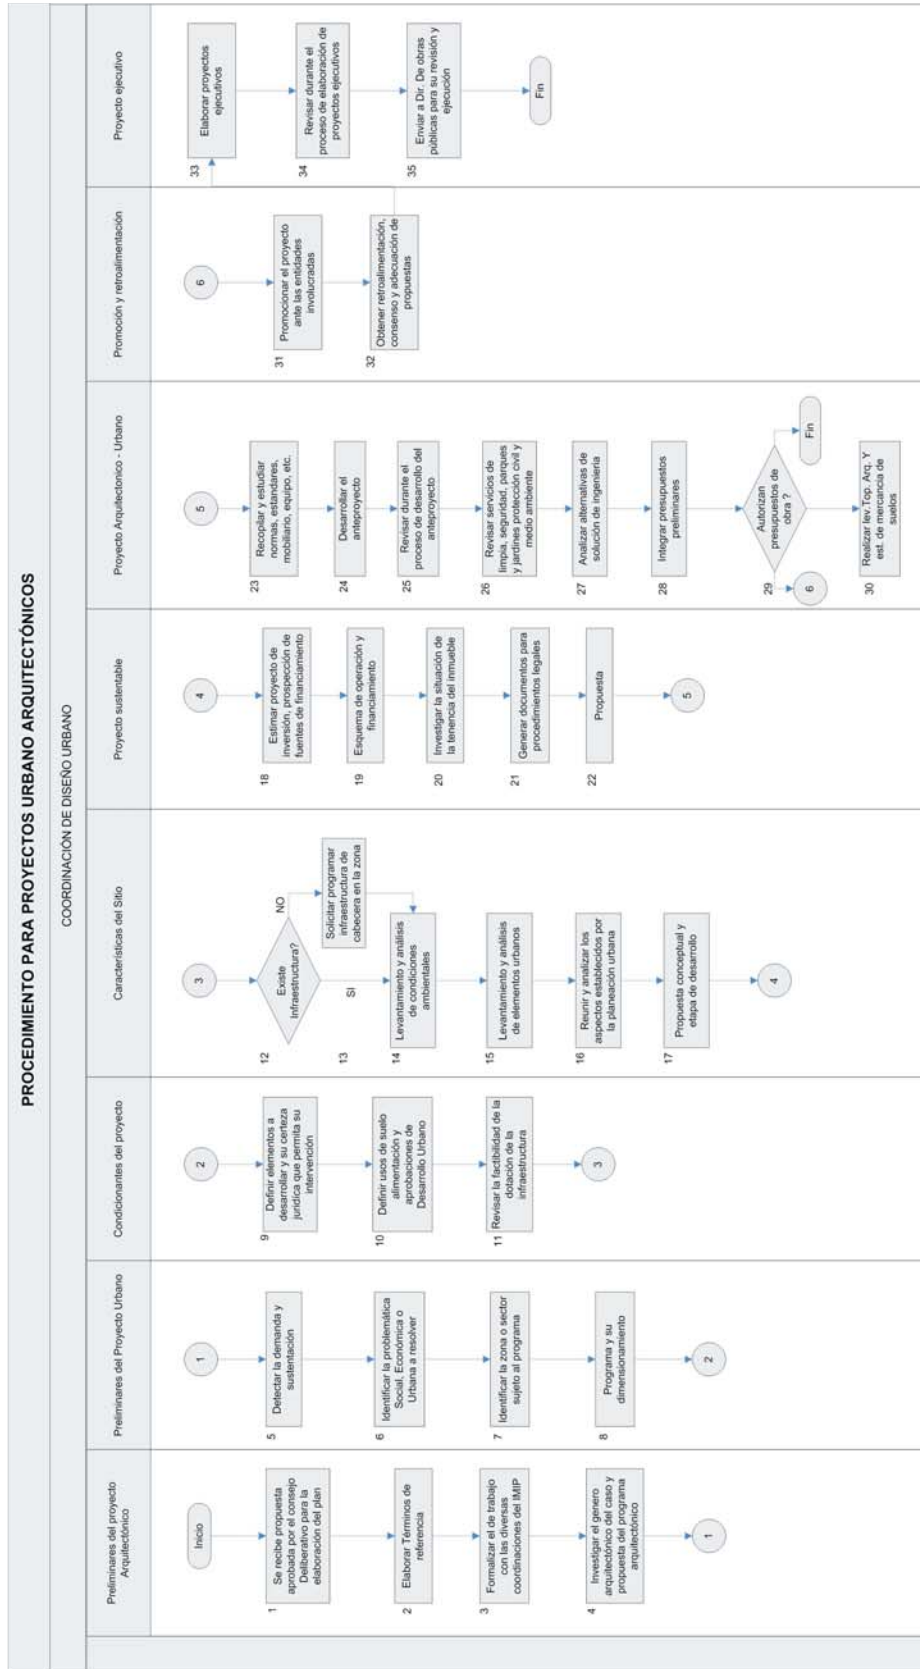 PROCEDIMIENTO PARA PROYECTOS URBANO ARQUITECTÓNICOS
COORDINACIÓN DE DISEÑO URBANO
Preliminares del proyecto
Arquitectónico
Inicio
1
Se recibe propuesta
aprobada por el consejo
Deliberativo para la
elaboración del plan
2
Elaborar Términos de
referencia
3
Formalizar el de trabajo
con las diversas
coordinaciones del IMIP
4
Investigar el genero
arquitectónico del caso y
propuesta del programa
arquitectónico
1
Preliminares del Proyecto Urbano
1
5
Detectar la demanda y
sustentación
6
Identificar la problemática
Social, Económica o
Urbana a resolver
7
Identificar la zona o sector
sujeto al programa
8
Programa y su
dimensionamiento
2
Condicionantes del proyecto
2
9
Definir elementos a
desarrollar y su certeza
jurídica que permita su
intervención
10
Definir usos de suelo
alimentación y
aprobaciones de
Desarrollo Urbano
11
Revisar la factibilidad de la
dotación de la
infraestructura
3
Características del Sitio
3
12
Existe
Infraestructura?
NO
Solicitar programar
infraestructura de
cabecera en la zona
13
SI
14
Levantamiento y análisis
de condiciones
ambientales
15
Levantamiento y análisis
de elementos urbanos
16
Reunir y analizar los
aspectos establecidos por
la planeación urbana
17
Propuesta conceptual y
etapa de desarrollo
4
Proyecto sustentable
4
18
Estimar proyecto de
inversión, prospección de
fuentes de financiamiento
19
Esquema de operación y
financiamiento
20
Investigar la situación de
la tenencia del inmueble
21
Generar documentos para
procedimientos legales
22
Propuesta
5
Proyecto Arquitectonico - Urbano
5
23
Recopilar y estudiar
normas, estandares,
mobiliario, equipo, etc.
24
Desarrollar el
anteproyecto
25
Revisar durante el
proceso de desarrollo del
anteproyecto
26
Revisar servicios de
limpia, seguridad, parques
y jardines protección civil y
medio ambiente
27
Analizar alternativas de
solución de ingeniería
28
Integrar presupuestos
preliminares
29
Autorizan
presupuestos de
obra ?
6
Fin
30
Realizar lev.Top. Arq. Y
est. de mercancia de
suelos
Promoción y retroalimentación
6
31
Promocionar el proyecto
ante las entidades
involucradas
32
Obtener retroalimentación,
consenso y adecuación de
propuestas
Proyecto ejecutivo
33
Elaborar proyectos
ejecutivos
34
Revisar durante el
proceso de elaboración de
proyectos ejecutivos
35
Enviar a Dir. De obras
públicas para su revisión y
ejecución
Fin